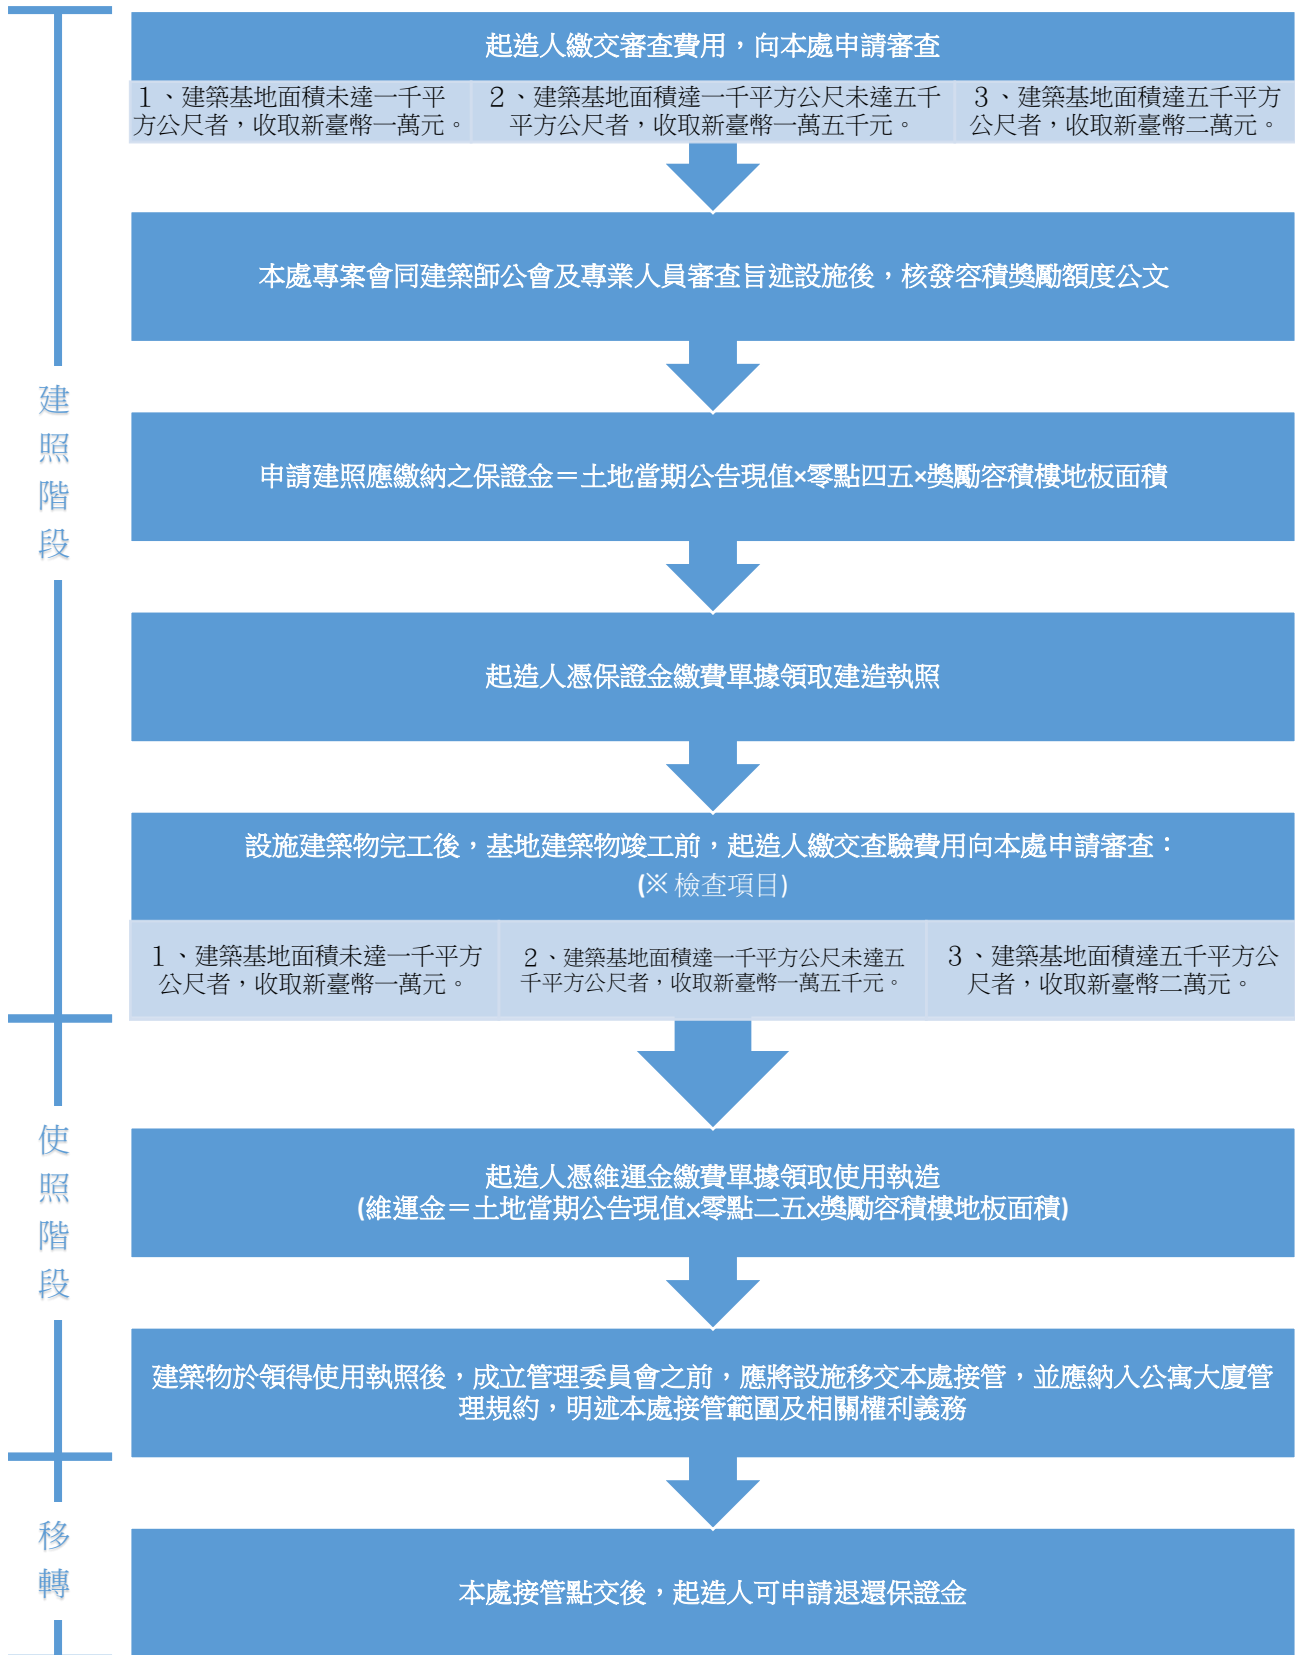 起造人繳交審查費用，向本處申請審查
１、建築基地面積未達一千平
方公尺者，收取新臺幣一萬元。
２、建築基地面積達一千平方公尺未達五千
平方公尺者，收取新臺幣一萬五千元。
３、建築基地面積達五千平方
公尺者，收取新臺幣二萬元。
本處專案會同建築師公會及專業人員審查旨述設施後，核發容積獎勵額度公文
申請建照應繳納之保證金＝土地當期公告現值×零點四五×獎勵容積樓地板面積
起造人憑保證金繳費單據領取建造執照
設施建築物完工後，基地建築物竣工前，起造人繳交查驗費用向本處申請審查：
(※檢查項目)
１、建築基地面積未達一千平方
公尺者，收取新臺幣一萬元。
２、建築基地面積達一千平方公尺未達五
千平方公尺者，收取新臺幣一萬五千元。
３、建築基地面積達五千平方公
尺者，收取新臺幣二萬元。
建照階段
起造人憑維運金繳費單據領取使用執造
(維運金＝土地當期公告現值x零點二五x獎勵容積樓地板面積)
建築物於領得使用執照後，成立管理委員會之前，應將設施移交本處接管，並應納入公寓大廈管
理規約，明述本處接管範圍及相關權利義務
使照階段
本處接管點交後，起造人可申請退還保證金
移轉